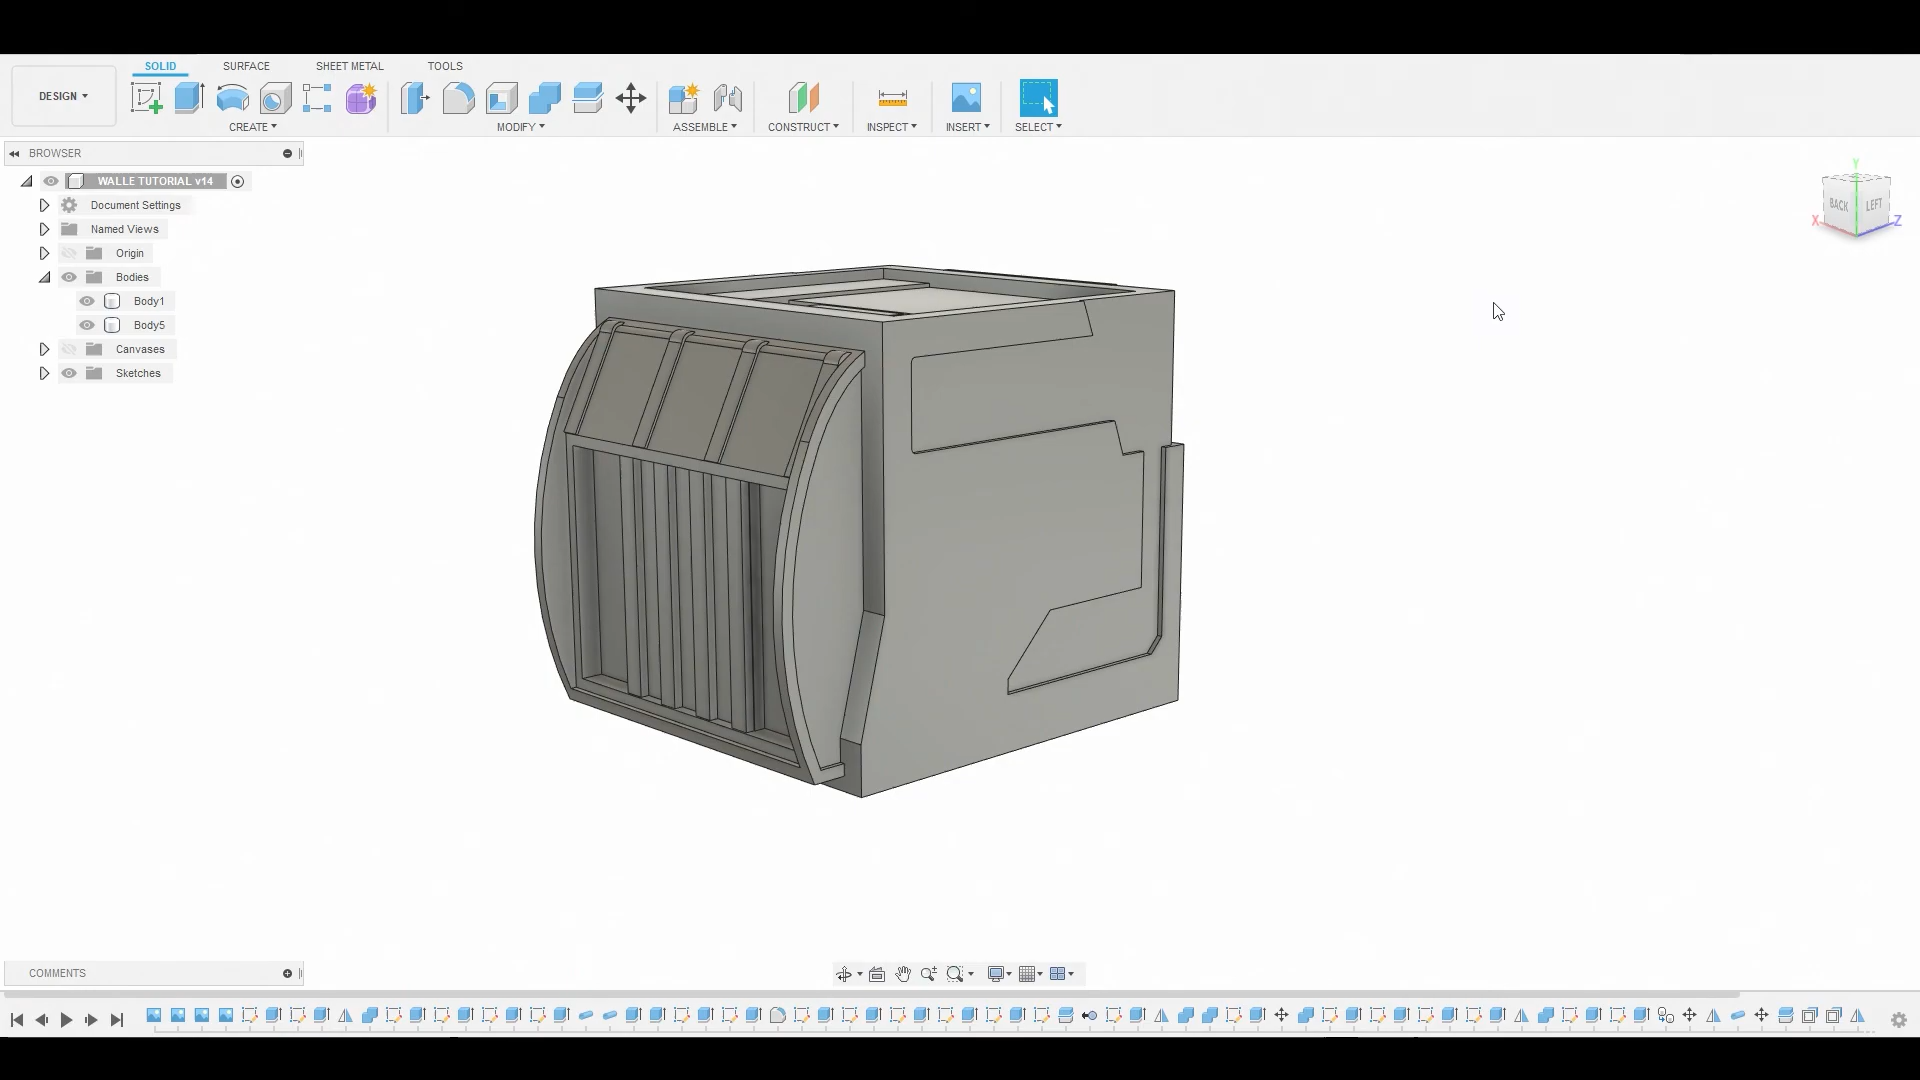 SOLID SURFACE SHEET METAL TOOLS
DESIGN
CREATE MODIFY ASSEMBLE CONSTRUCT INSPECT INSERT SELECT
BROWSER
WALLE TUTORIAL v14
Document Settings
Named Views
Origin
Bodies
Body1
Body5
Canvases
Sketches
Y
BACK LEFT
X Z
COMMENTS